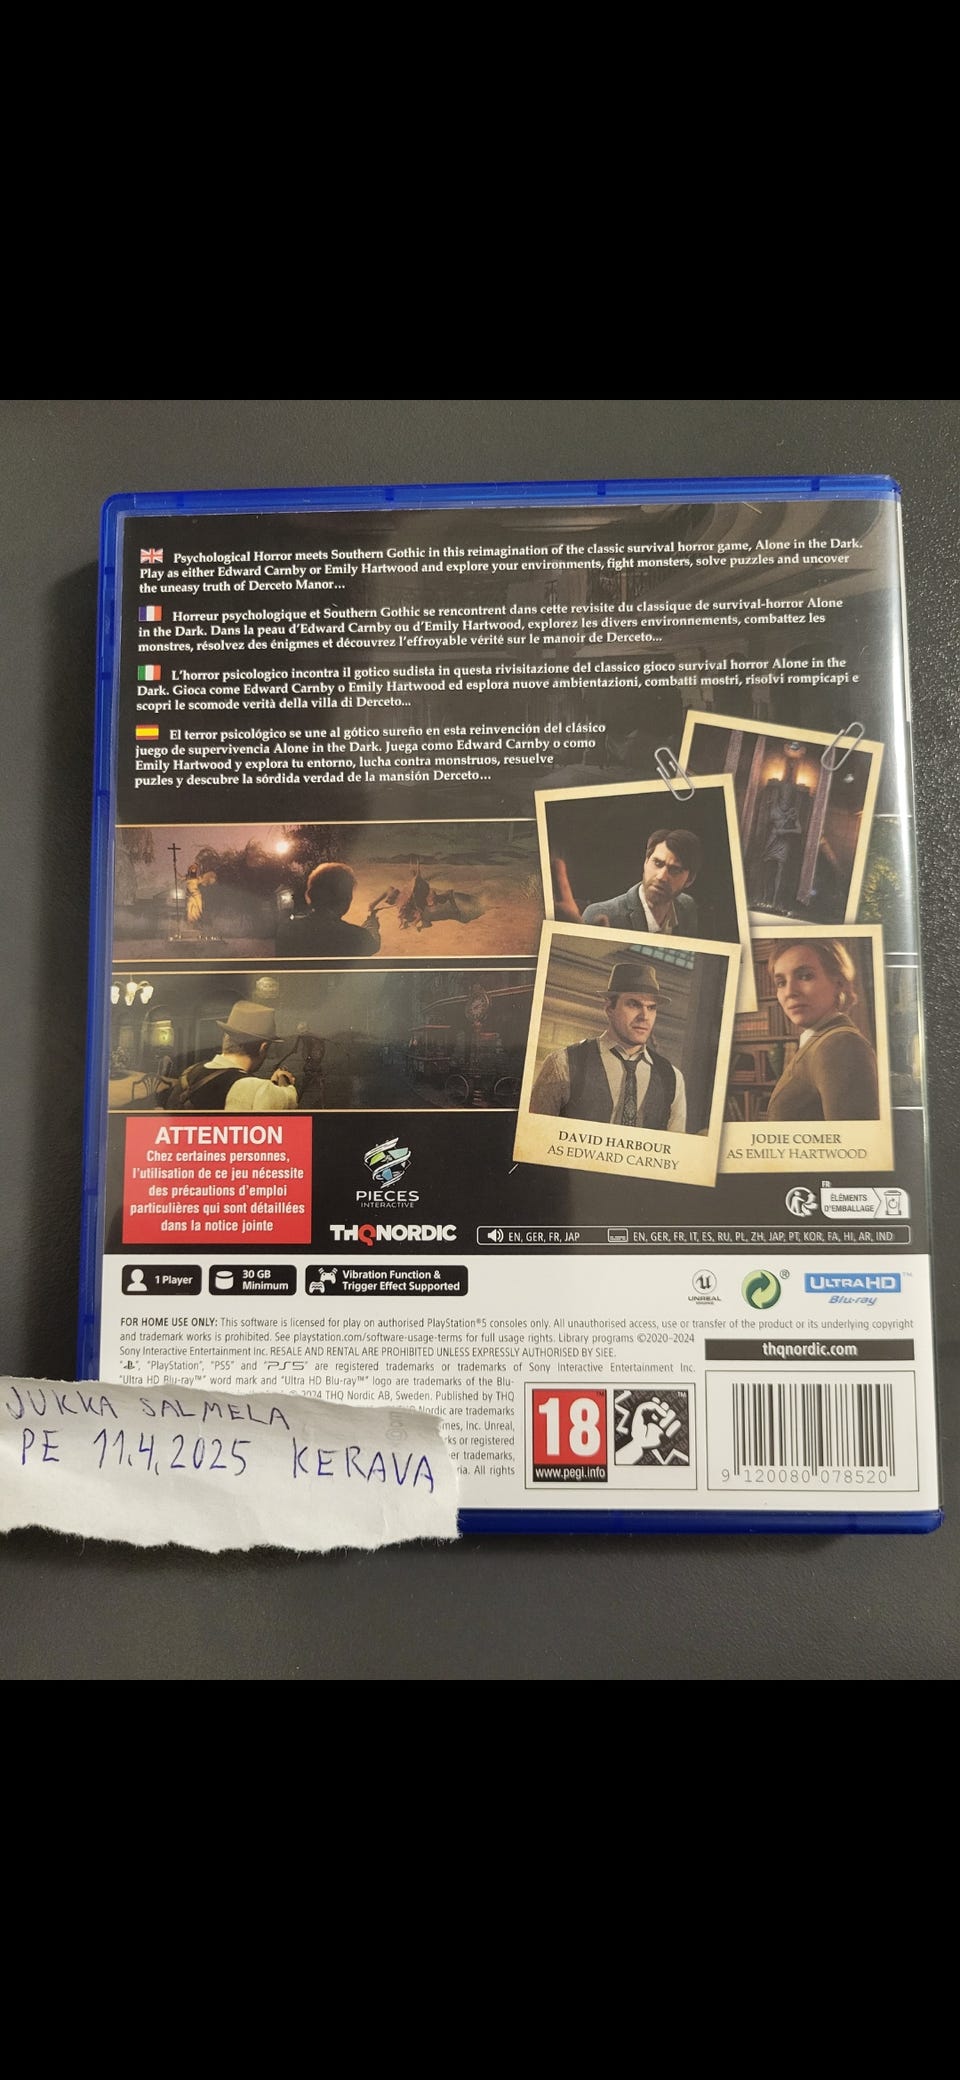 Psychological Horror meets Southern Gothic in this reimagination of the classic survival horror game, Alone in the Dark.
Play as either Edward Carnby or Emily Hartwood and explore your environments, fight monsters, solve puzzles and uncover
the uneasy truth of Derceto Manor...
Horreur psychologique et Southern Gothic se rencontrent dans cette revisite du classique de survival-horror Alone
in the Dark. Dans la peau d'Edward Carnby ou d'Emily Hartwood, explorez les divers environnements, combattez les
monstres, résolvez des énigmes et découvrez l'effroyable vérité sur le manoir de Derceto...
L'horror psicologico incontra il gotico sudista in questa rivisitazione del classico gioco survival horror Alone in the
Dark. Gioca come Edward Carnby o Emily Hartwood ed esplora nuove ambientazioni, combatti mostri, risolvi rompicapi e
scopri le scomode verità della villa di Derceto...
El terror psicológico se une al gótico sureño en esta reinvención del clásico
juego de supervivencia Alone in the Dark. Juega como Edward Carnby o como
Emily Hartwood y explora tu entorno, lucha contra monstruos, resuelve
puzles y descubre la sórdida verdad de la mansión Derceto...
DAVID HARBOUR
AS EDWARD CARNBY
JODIE COMER
AS EMILY HARTWOOD
ATTENTION
Chez certaines personnes,
l'utilisation de ce jeu nécessite
des précautions d'emploi
particulières qui sont détaillées
dans la notice jointe
PIECES
INTERACTIVE
THQNORDIC
FR
ÉLÉMENTS
D'EMBALLAGE
EN, GER, FR, JAP
EN, GER, FR, IT, ES, RU, PL, ZH, JAP, PT, KOR, FA, HI, AR, IND
1 Player
30 GB
Minimum
Vibration Function &
Trigger Effect Supported
UNREAL
ENGINE
ULTRA HD™
Blu-ray
FOR HOME USE ONLY: This software is licensed for play on authorised PlayStation®5 consoles only. All unauthorised access, use or transfer of the product or its underlying copyright
and trademark works is prohibited. See playstation.com/software-usage-terms for full usage rights. Library programs ©2020-2024
Sony Interactive Entertainment Inc. RESALE AND RENTAL ARE PROHIBITED UNLESS EXPRESSLY AUTHORISED BY SIEE.
thqnordic.com
"PlayStation", "PS5" and "PS5" are registered trademarks or trademarks of Sony Interactive Entertainment Inc.
"Ultra HD Blu-ray™" word mark and "Ultra HD Blu-ray™" logo are trademarks of the Blu-
2024 THQ Nordic AB, Sweden. Published by THQ
Nordic are trademarks
mes, Inc. Unreal,
ks or registered
er trademarks,
ria. All rights
JUKKA SALMELA
PE 11.4.2025 KERAVA
18
www.pegi.info
9 120080 078520